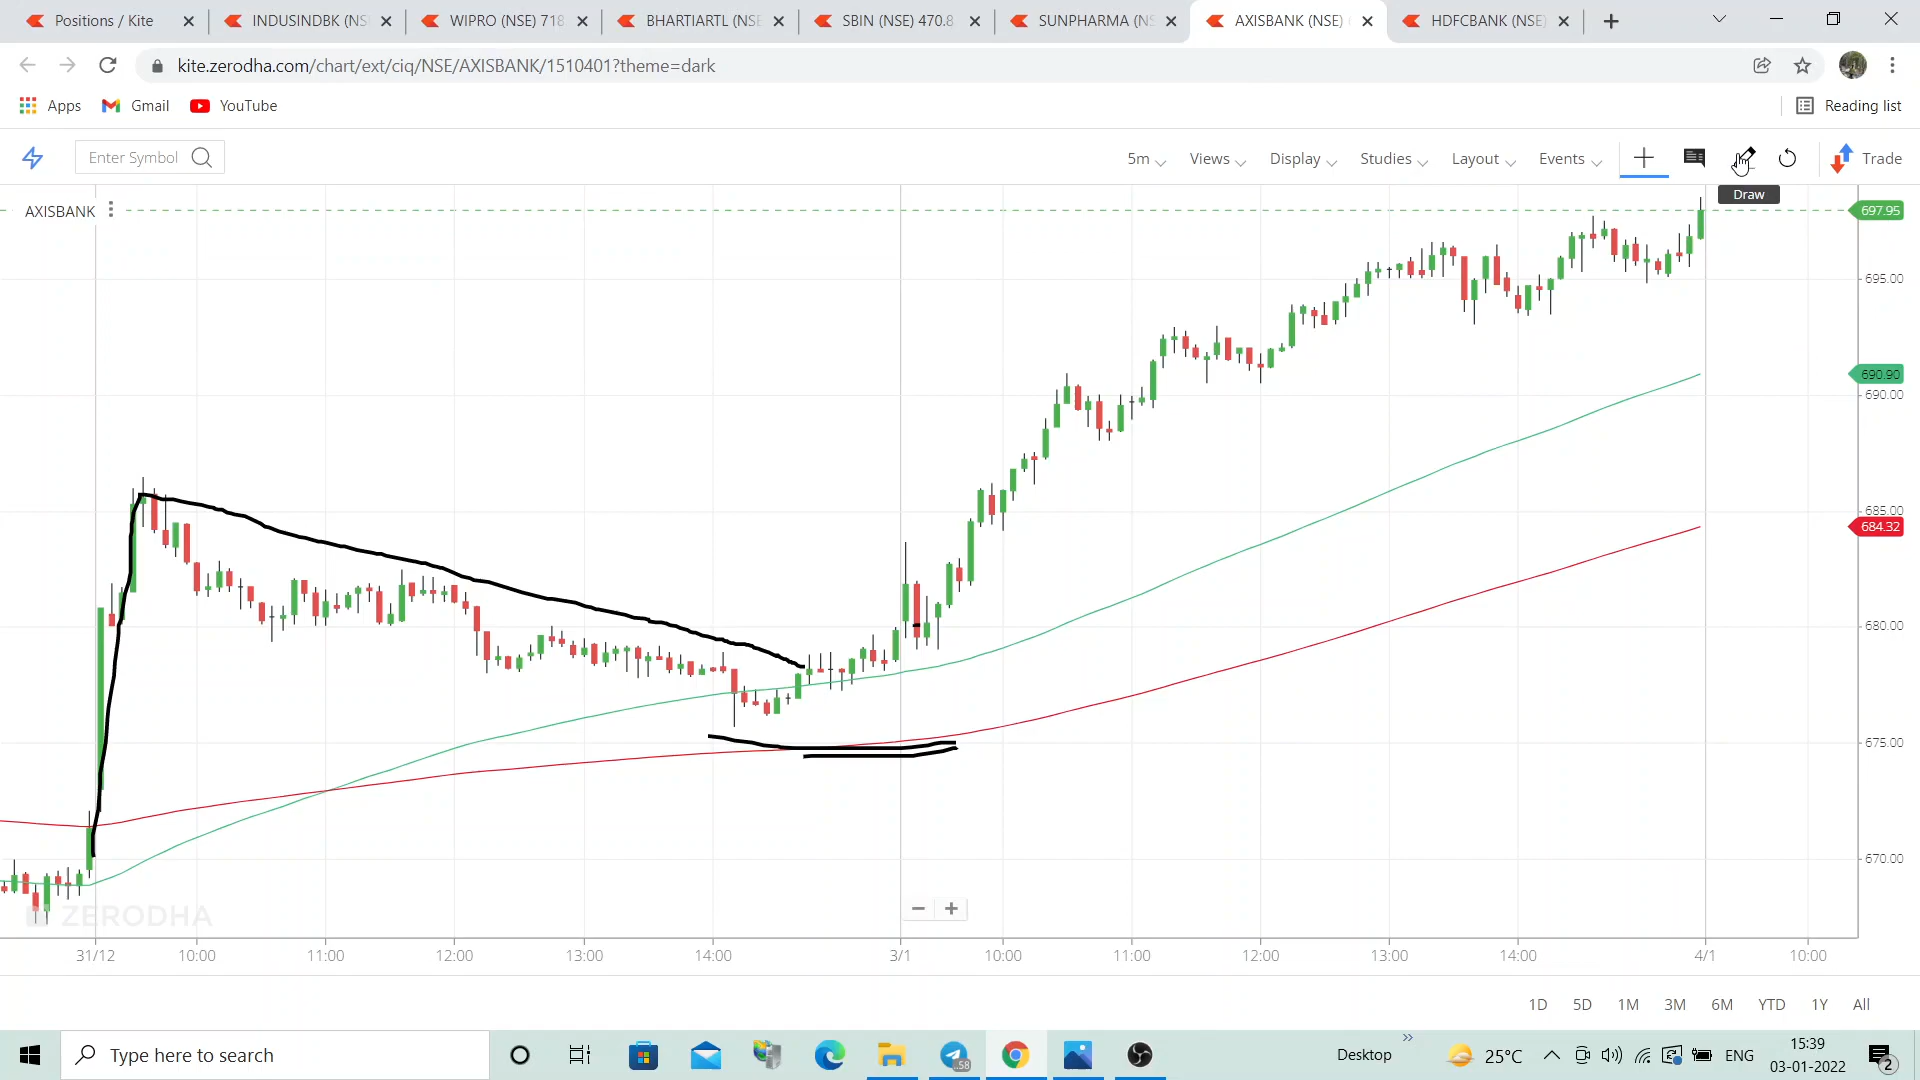 Positions / Kite
INDUSINDBK (NS
WIPRO (NSE) 718
BHARTIARTL (NSE
SBIN (NSE) 470.8
SUNPHARMA (NS
AXISBANK (NSE)
HDFCBANK (NSE)
kite.zerodha.com/chart/ext/ciq/NSE/AXISBANK/1510401?theme=dark
Apps
Gmail
YouTube
Reading list
Enter Symbol
5m
Views
Display
Studies
Layout
Events
Trade
Draw
AXISBANK
697.95
695.00
690.90
690.00
685.00
684.32
680.00
675.00
670.00
ZERODHA
31/12
10:00
11:00
12:00
13:00
14:00
3/1
10:00
11:00
12:00
13:00
14:00
4/1
10:00
1D
5D
1M
3M
6M
YTD
1Y
All
Type here to search
58
Desktop
25°C
ENG
15:39
03-01-2022
2